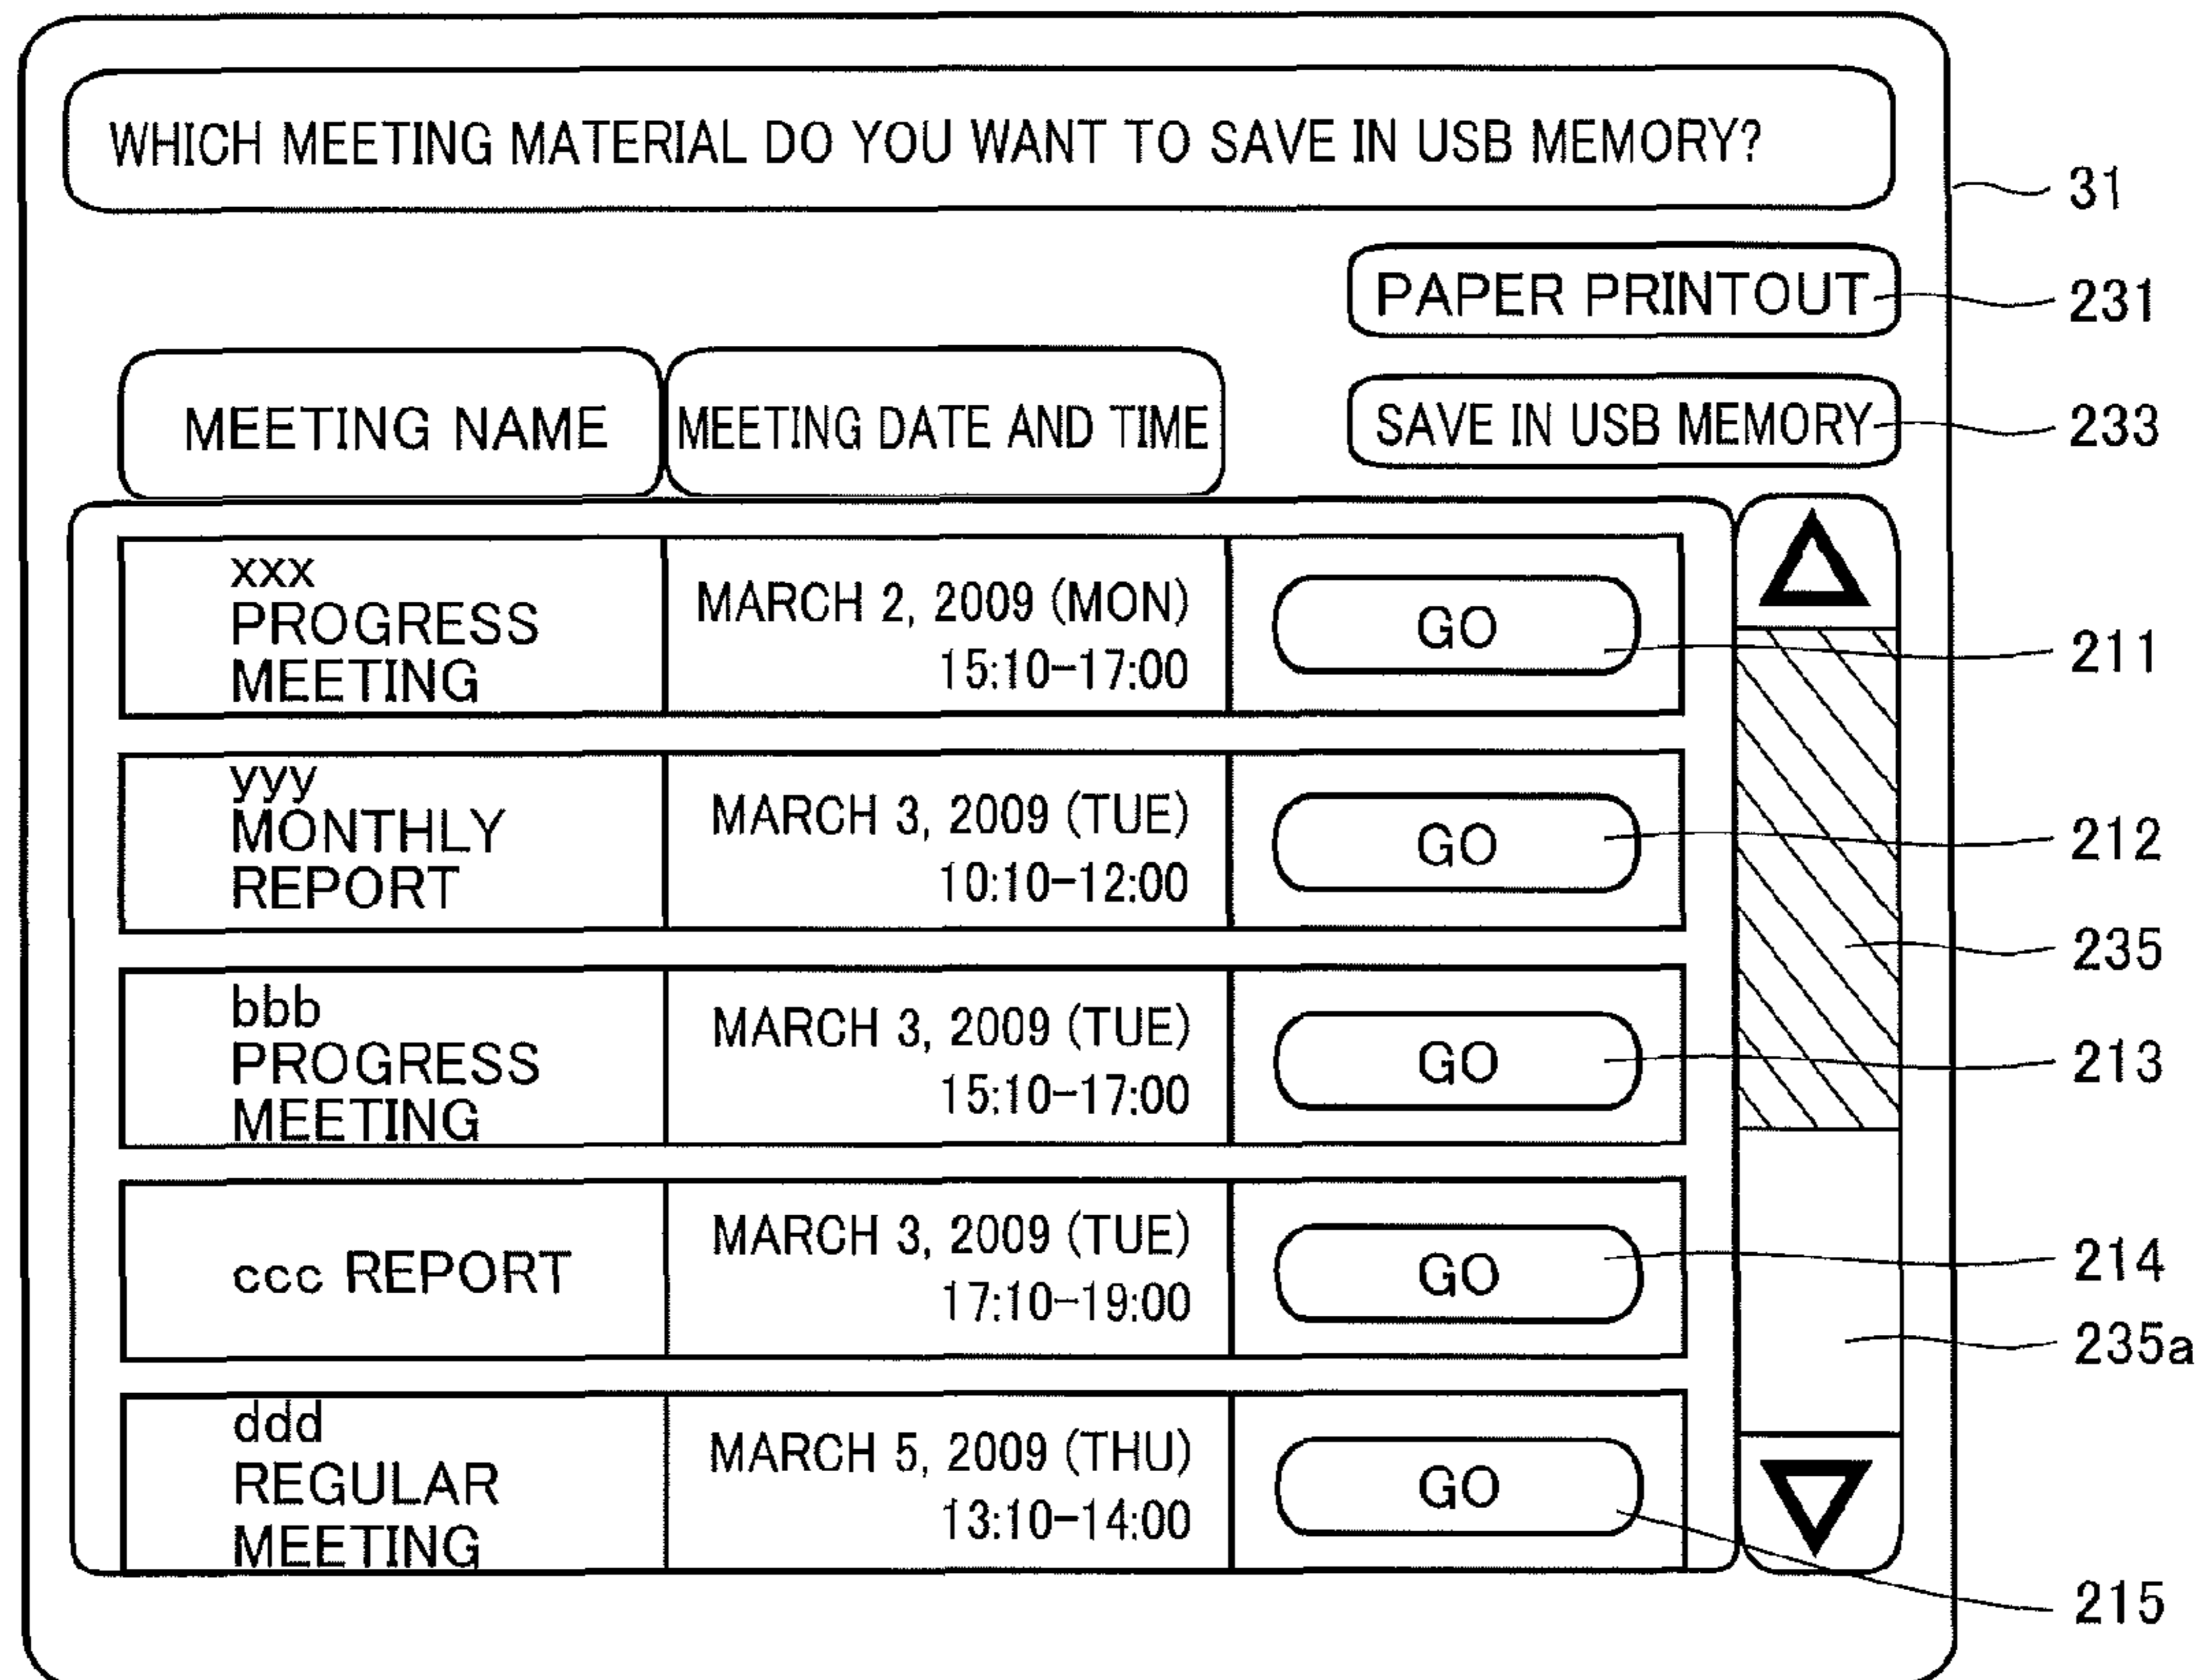 WHICH MEETING MATERIAL DO YOU WANT TO SAVE IN USB MEMORY?
31
PAPER PRINTOUT
231
MEETING NAME
MEETING DATE AND TIME
SAVE IN USB MEMORY
233
xxx
PROGRESS
MEETING
MARCH 2, 2009 (MON)
15:10-17:00
GO
211
yyy
MONTHLY
REPORT
MARCH 3, 2009 (TUE)
10:10-12:00
GO
212
235
bbb
PROGRESS
MEETING
MARCH 3, 2009 (TUE)
15:10-17:00
GO
213
ccc REPORT
MARCH 3, 2009 (TUE)
17:10-19:00
GO
214
235a
ddd
REGULAR
MEETING
MARCH 5, 2009 (THU)
13:10-14:00
GO
215